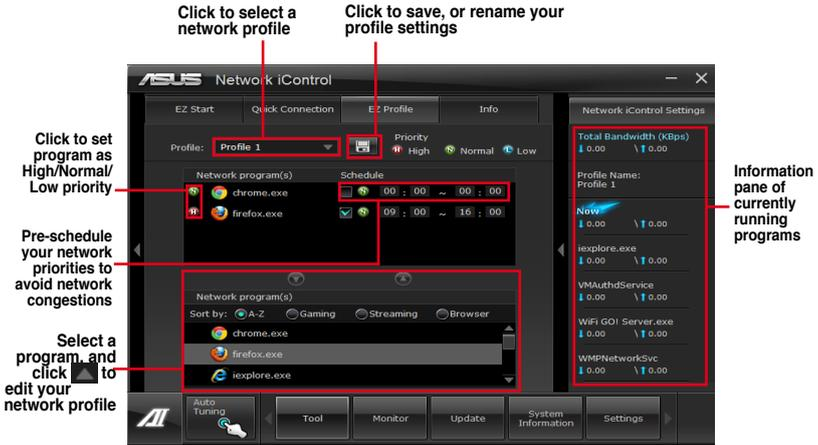 Click to select a
network profile
Click to save, or rename your
profile settings
ASUS Network iControl
EZ Start
Quick Connection
EZ Profile
Info
Network iControl Settings
Profile:
Profile 1
Priority
H High
N Normal
L Low
Click to set
program as
High/Normal/
Low priority
Network program(s)
Schedule
N chrome.exe N 00 : 00 ~ 00 : 00
H firefox.exe N 09 : 00 ~ 16 : 00
Pre-schedule
your network
priorities to
avoid network
congestions
Network program(s)
Sort by: A-Z Gaming Streaming Browser
chrome.exe
firefox.exe
iexplore.exe
Select a
program, and
click to
edit your
network profile
Total Bandwidth (KBps)
0.00 \ 0.00
Profile Name:
Profile 1
Now
0.00 \ 0.00
iexplore.exe
0.00 \ 0.00
VMAuthdService
0.00 \ 0.00
WiFi GO! Server.exe
0.00 \ 0.00
WMPNetworkSvc
0.00 \ 0.00
Information
pane of
currently
running
programs
AI
Auto
Tuning
Tool
Monitor
Update
System
Information
Settings